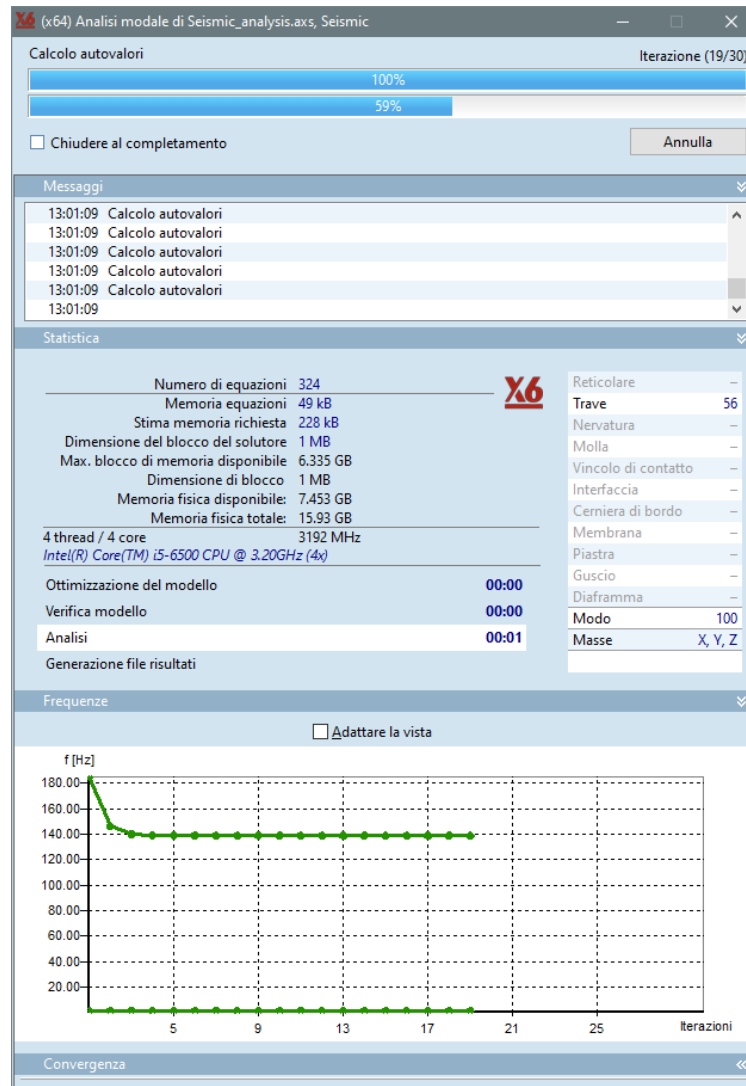 X6 (x64) Analisi modale di Seismic_analysis.axs, Seismic
Calcolo autovalori Iterazione (19/30)
100%
59%
Chiudere al completamento Annulla
Messaggi
13:01:09 Calcolo autovalori
13:01:09 Calcolo autovalori
13:01:09 Calcolo autovalori
13:01:09 Calcolo autovalori
13:01:09 Calcolo autovalori
13:01:09
Statistica
Numero di equazioni 324
Memoria equazioni 49 kB
Stima memoria richiesta 228 kB
Dimensione del blocco del solutore 1 MB
Max. blocco di memoria disponibile 6.335 GB
Dimensione di blocco 1 MB
Memoria fisica disponibile: 7.453 GB
Memoria fisica totale: 15.93 GB
4 thread / 4 core 3192 MHz
Intel(R) Core(TM) i5-6500 CPU @ 3.20GHz (4x)
X6
Reticolare –
Trave 56
Nervatura –
Molla –
Vincolo di contatto –
Interfaccia –
Cerniera di bordo –
Membrana –
Piastra –
Guscio –
Diaframma –
Modo 100
Masse X, Y, Z
Ottimizzazione del modello 00:00
Verifica modello 00:00
Analisi 00:01
Generazione file risultati
Frequenze
Adattare la vista
f [Hz]
180.00
160.00
140.00
120.00
100.00
80.00
60.00
40.00
20.00
5 9 13 17 21 25 Iterazioni
Convergenza